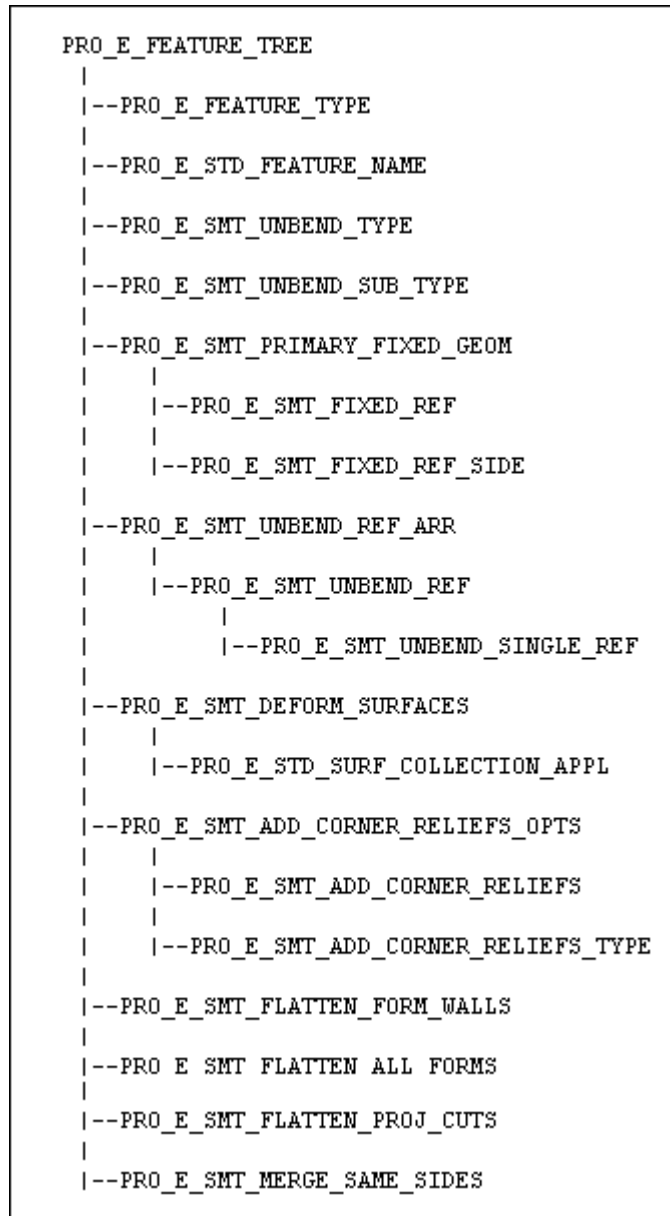 PRO_E_FEATURE_TREE
|
|--PRO_E_FEATURE_TYPE
|
|--PRO_E_STD_FEATURE_NAME
|
|--PRO_E_SMT_UNBEND_TYPE
|
|--PRO_E_SMT_UNBEND_SUB_TYPE
|
|--PRO_E_SMT_PRIMARY_FIXED_GEOM
|    |
|    |--PRO_E_SMT_FIXED_REF
|    |
|    |--PRO_E_SMT_FIXED_REF_SIDE
|
|--PRO_E_SMT_UNBEND_REF_ARR
|    |
|    |--PRO_E_SMT_UNBEND_REF
|         |
|         |--PRO_E_SMT_UNBEND_SINGLE_REF
|
|--PRO_E_SMT_DEFORM_SURFACES
|    |
|    |--PRO_E_STD_SURF_COLLECTION_APPL
|
|--PRO_E_SMT_ADD_CORNER_RELIEFS_OPTS
|    |
|    |--PRO_E_SMT_ADD_CORNER_RELIEFS
|    |
|    |--PRO_E_SMT_ADD_CORNER_RELIEFS_TYPE
|
|--PRO_E_SMT_FLATTEN_FORM_WALLS
|
|--PRO E SMT FLATTEN ALL FORMS
|
|--PRO_E_SMT_FLATTEN_PROJ_CUTS
|
|--PRO_E_SMT_MERGE_SAME_SIDES